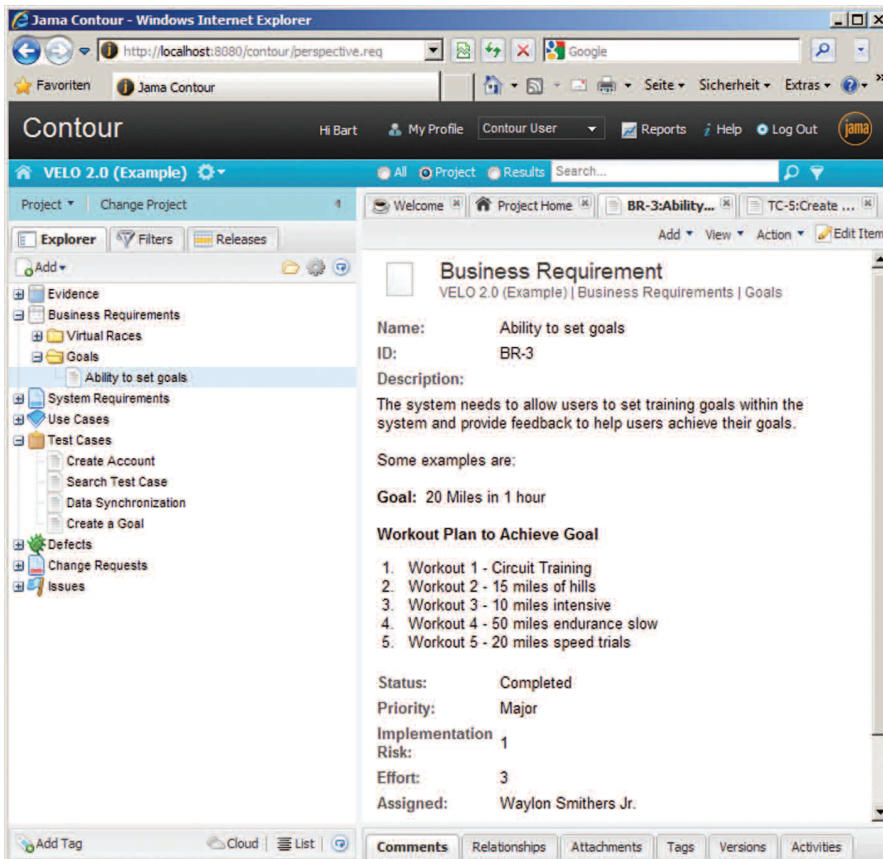 Jama Contour - Windows Internet Explorer
http://localhost:8080/contour/perspective.req
Google
Favoriten
Jama Contour
Seite
Sicherheit
Extras
Contour
Hi Bart
My Profile
Contour User
Reports
Help
Log Out
jama
VELO 2.0 (Example)
All
Project
Results
Search...
Project
Change Project
Explorer
Filters
Releases
Add
Evidence
Business Requirements
Virtual Races
Goals
Ability to set goals
System Requirements
Use Cases
Test Cases
Create Account
Search Test Case
Data Synchronization
Create a Goal
Defects
Change Requests
Issues
Add Tag
Cloud
List
Welcome
Project Home
BR-3:Ability...
TC-5:Create ...
Add
View
Action
Edit Item
Business Requirement
VELO 2.0 (Example) | Business Requirements | Goals
Name: Ability to set goals
ID: BR-3
Description:
The system needs to allow users to set training goals within the
system and provide feedback to help users achieve their goals.
Some examples are:
Goal: 20 Miles in 1 hour
Workout Plan to Achieve Goal
1. Workout 1 - Circuit Training
2. Workout 2 - 15 miles of hills
3. Workout 3 - 10 miles intensive
4. Workout 4 - 50 miles endurance slow
5. Workout 5 - 20 miles speed trials
Status: Completed
Priority: Major
Implementation
Risk: 1
Effort: 3
Assigned: Waylon Smithers Jr.
Comments
Relationships
Attachments
Tags
Versions
Activities